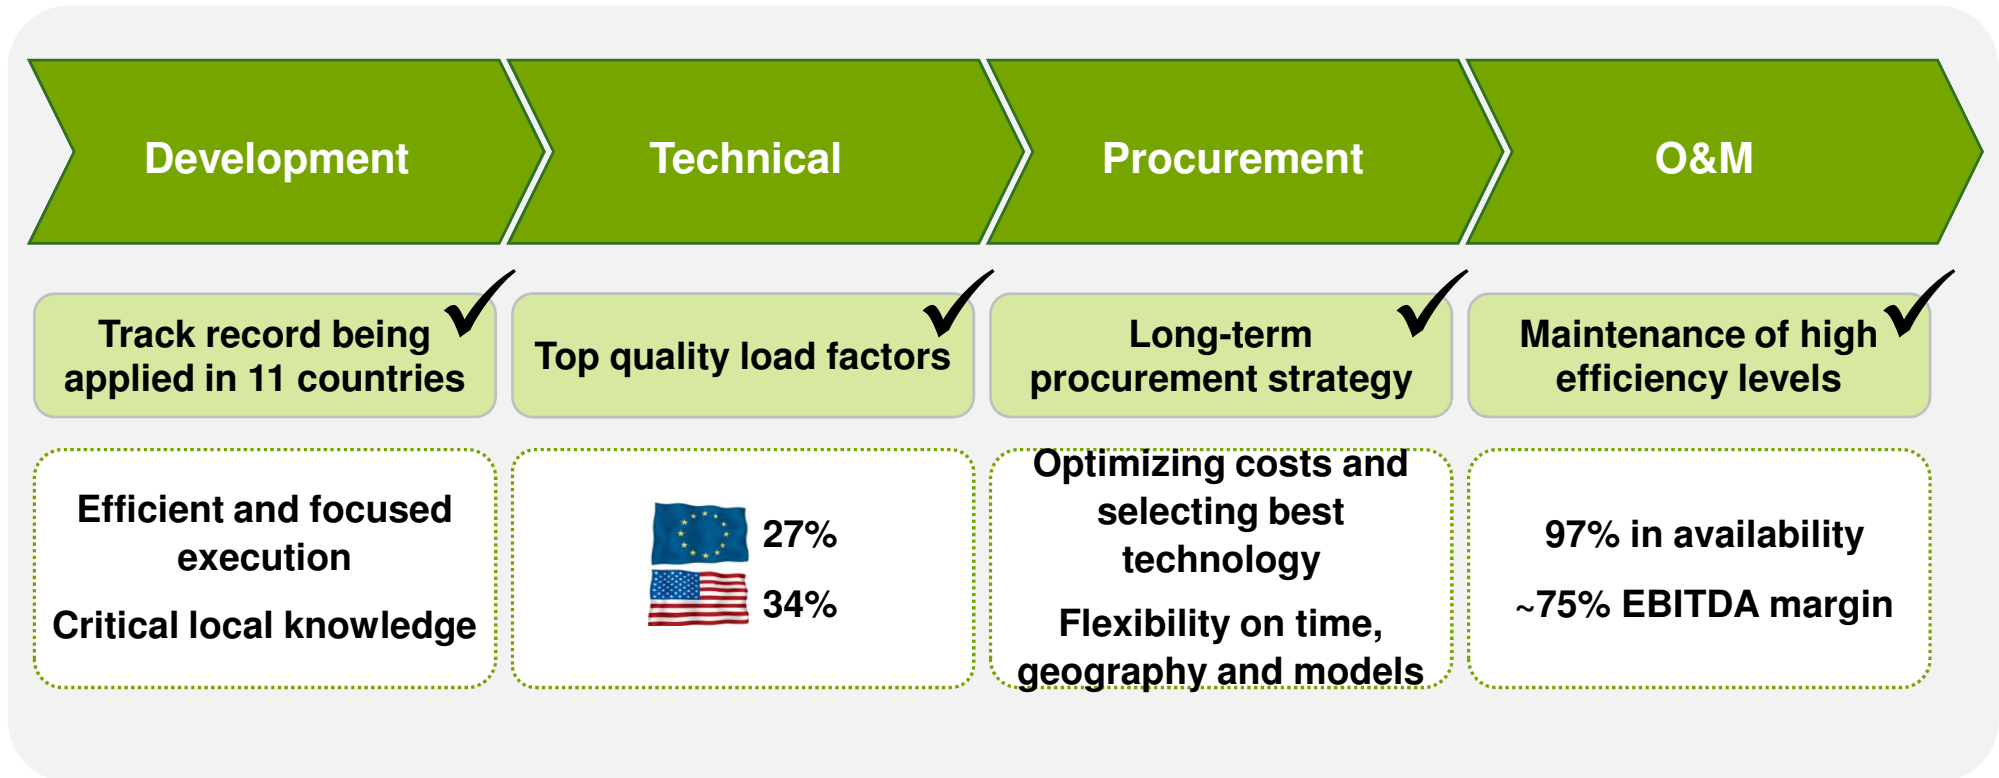 Development
Technical
Procurement
O&M
Track record being
applied in 11 countries
Top quality load factors
Long-term
procurement strategy
Maintenance of high
efficiency levels
Efficient and focused
execution
Critical local knowledge
27%
34%
Optimizing costs and
selecting best
technology
Flexibility on time,
geography and models
97% in availability
~75% EBITDA margin